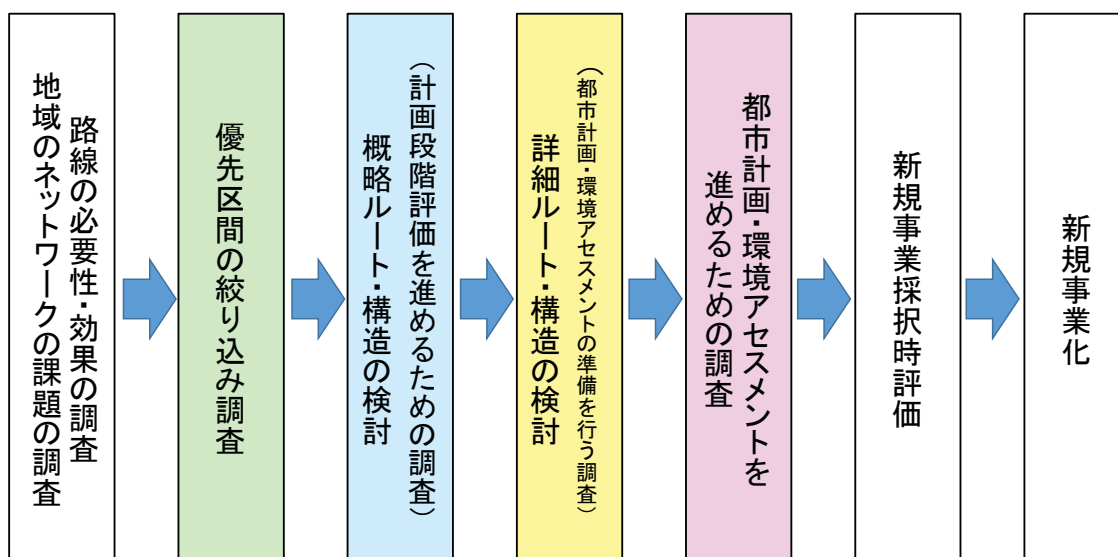 路線の必要性・効果の調査
地域のネットワークの課題の調査
優先区間の絞り込み調査
（計画段階評価を進めるための調査）
概略ルート・構造の検討
（都市計画・環境アセスメントの準備を行う調査）
詳細ルート・構造の検討
都市計画・環境アセスメントを
進めるための調査
新規事業採択時評価
新規事業化